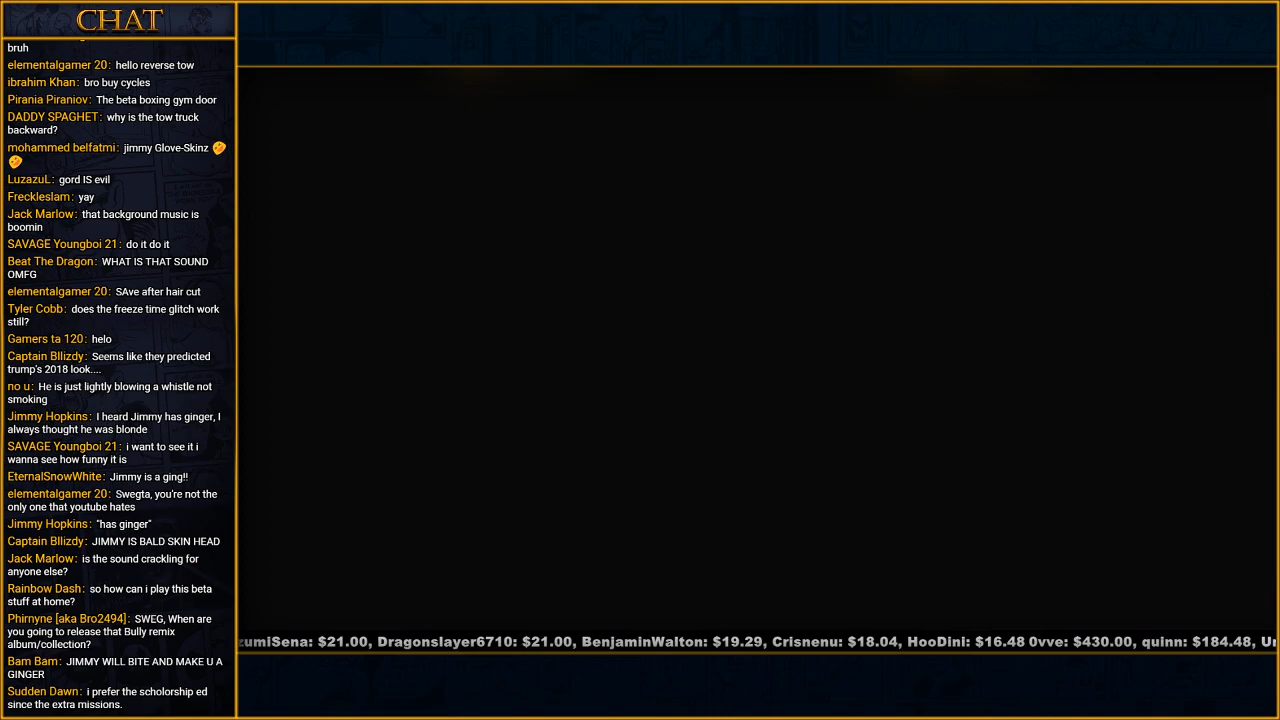 CHAT
bruh
elementalgamer 20: hello reverse tow
ibrahim Khan: bro buy cycles
Pirania Piraniov: The beta boxing gym door
DADDY SPAGHET: why is the tow truck
backward?
mohammed belfatmi: jimmy Glove-Skinz 🤣
🤣
LuzazuL: gord IS evil
Freckleslam: yay
Jack Marlow: that background music is
boomin
SAVAGE Youngboi 21: do it do it
Beat The Dragon: WHAT IS THAT SOUND
OMFG
elementalgamer 20: SAve after hair cut
Tyler Cobb: does the freeze time glitch work
still?
Gamers ta 120: helo
Captain Bllizdy: Seems like they predicted
trump's 2018 look....
no u: He is just lightly blowing a whistle not
smoking
Jimmy Hopkins: I heard Jimmy has ginger, I
always thought he was blonde
SAVAGE Youngboi 21: i want to see it i
wanna see how funny it is
EternalSnowWhite: Jimmy is a ging!!
elementalgamer 20: Swegta, you're not the
only one that youtube hates
Jimmy Hopkins: "has ginger"
Captain Bllizdy: JIMMY IS BALD SKIN HEAD
Jack Marlow: is the sound crackling for
anyone else?
Rainbow Dash: so how can i play this beta
stuff at home?
Phirnyne [aka Bro2494]: SWEG, When are
you going to release that Bully remix
album/collection?
Bam Bam: JIMMY WILL BITE AND MAKE U A
GINGER
Sudden Dawn: i prefer the scholorship ed
since the extra missions.
zumiSena: $21.00, Dragonslayer6710: $21.00, BenjaminWalton: $19.29, Crisnenu: $18.04, HooDini: $16.48 0vve: $430.00, quinn: $184.48,